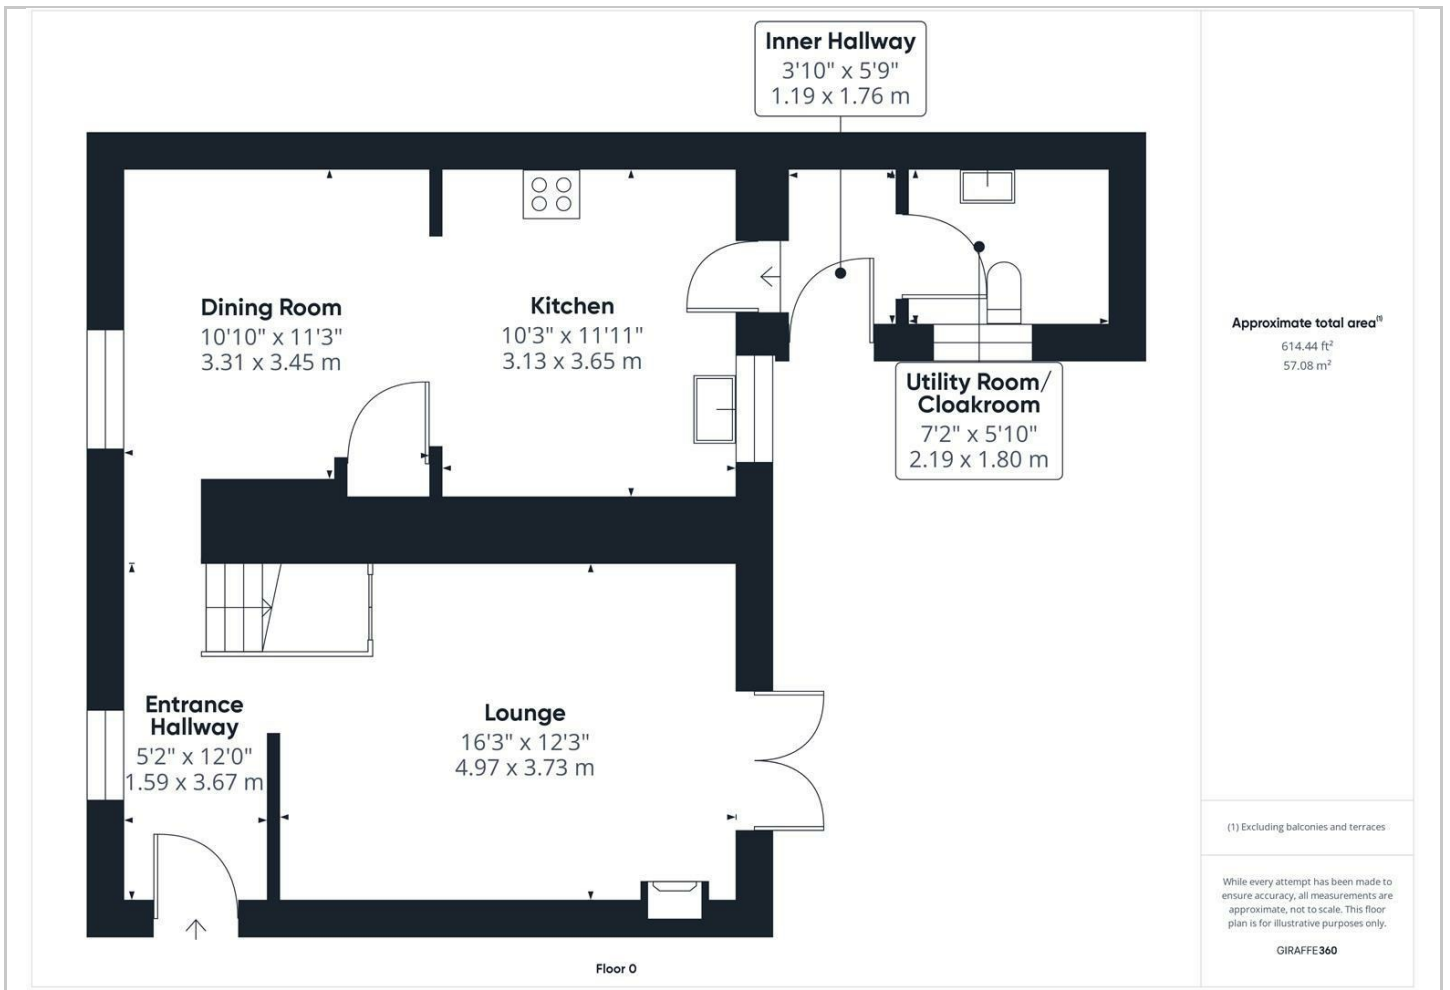 Inner Hallway
3'10" x 5'9"
1.19 x 1.76 m
Dining Room
10'10" x 11'3"
3.31 x 3.45 m
Kitchen
10'3" x 11'11"
3.13 x 3.65 m
Utility Room/
Cloakroom
7'2" x 5'10"
2.19 x 1.80 m
Entrance
Hallway
5'2" x 12'0"
1.59 x 3.67 m
Lounge
16'3" x 12'3"
4.97 x 3.73 m
Floor 0
Approximate total area(1)
614.44 ft²
57.08 m²
(1) Excluding balconies and terraces
While every attempt has been made to
ensure accuracy, all measurements are
approximate, not to scale. This floor
plan is for illustrative purposes only.
GIRAFFE360